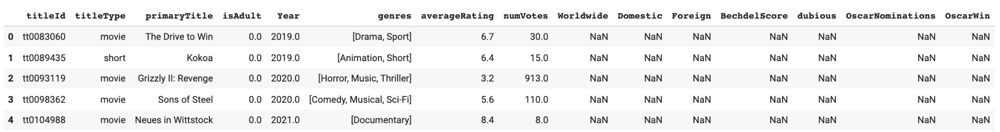 titleId titleType primaryTitle isAdult Year genres averageRating numVotes Worldwide Domestic Foreign BechdelScore dubious OscarNominations OscarWin
0 tt0083060 movie The Drive to Win 0.0 2019.0 [Drama, Sport] 6.7 30.0 NaN NaN NaN NaN NaN NaN NaN
1 tt0089435 short Kokoa 0.0 2019.0 [Animation, Short] 6.4 15.0 NaN NaN NaN NaN NaN NaN NaN
2 tt0093119 movie Grizzly II: Revenge 0.0 2020.0 [Horror, Music, Thriller] 3.2 913.0 NaN NaN NaN NaN NaN NaN NaN
3 tt0098362 movie Sons of Steel 0.0 2020.0 [Comedy, Musical, Sci-Fi] 5.6 110.0 NaN NaN NaN NaN NaN NaN NaN
4 tt0104988 movie Neues in Wittstock 0.0 2021.0 [Documentary] 8.4 8.0 NaN NaN NaN NaN NaN NaN NaN